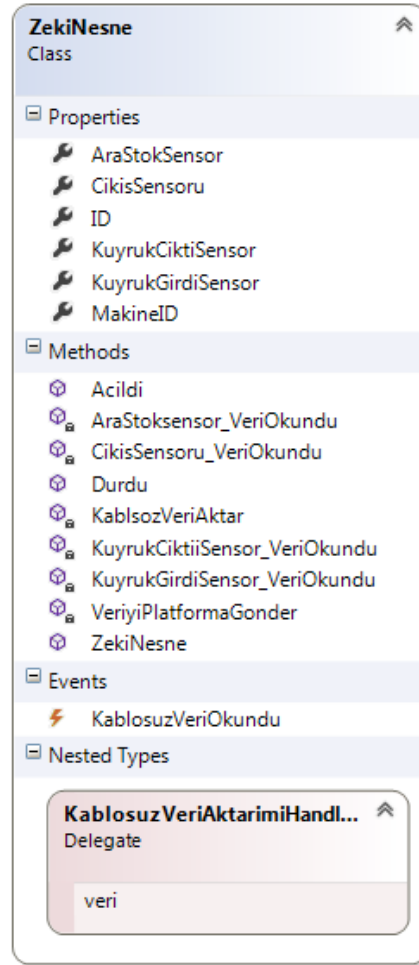 ZekiNesne
Class
Properties
AraStokSensor
CikisSensoru
ID
KuyrukCiktiSensor
KuyrukGirdiSensor
MakineID
Methods
Acildi
AraStoksensor_VeriOkundu
CikisSensoru_VeriOkundu
Durdu
KablsozVeriAktar
KuyrukCiktiiSensor_VeriOkundu
KuyrukGirdiSensor_VeriOkundu
VeriyiPlatformaGonder
ZekiNesne
Events
KablosuzVeriOkundu
Nested Types
KablosuzVeriAktarimiHandl...
Delegate
veri